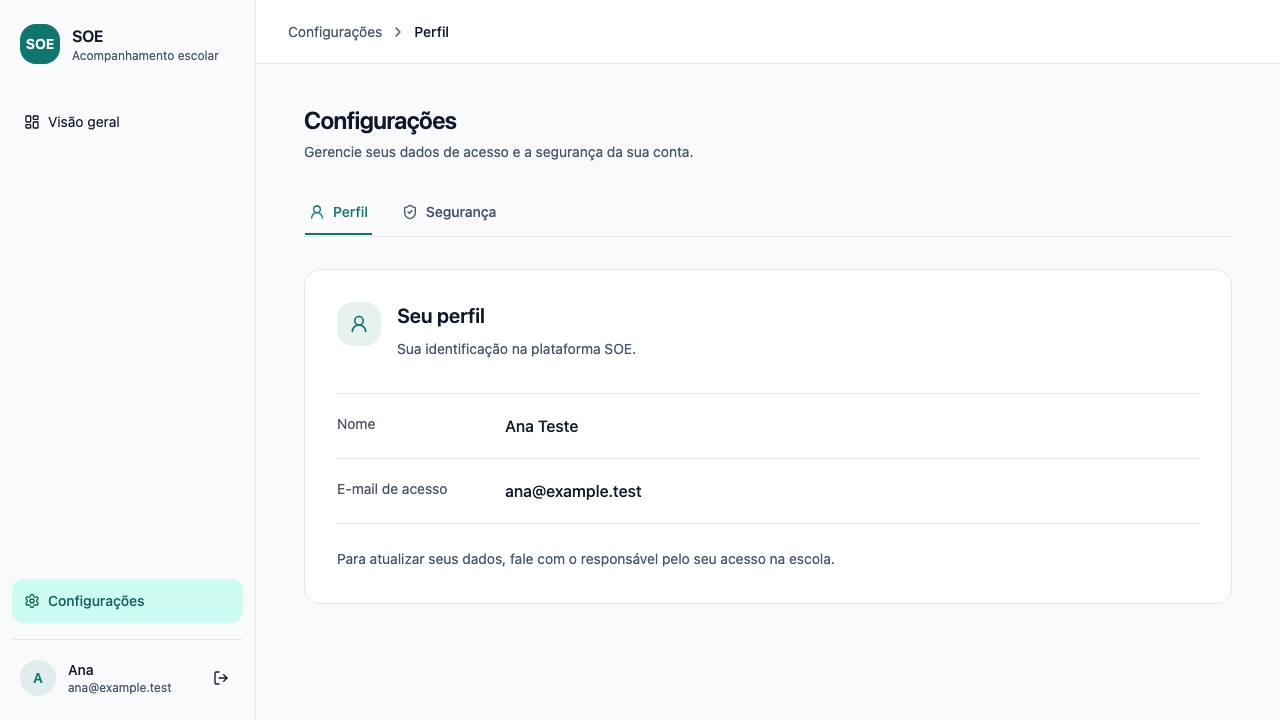 SOE
SOE
Acompanhamento escolar
Visão geral
Configurações
Ana
A
ana@example.test
Configurações > Perfil
Configurações
Gerencie seus dados de acesso e a segurança da sua conta.
Perfil
Segurança
Seu perfil
Sua identificação na plataforma SOE.
Nome
Ana Teste
E-mail de acesso
ana@example.test
Para atualizar seus dados, fale com o responsável pelo seu acesso na escola.